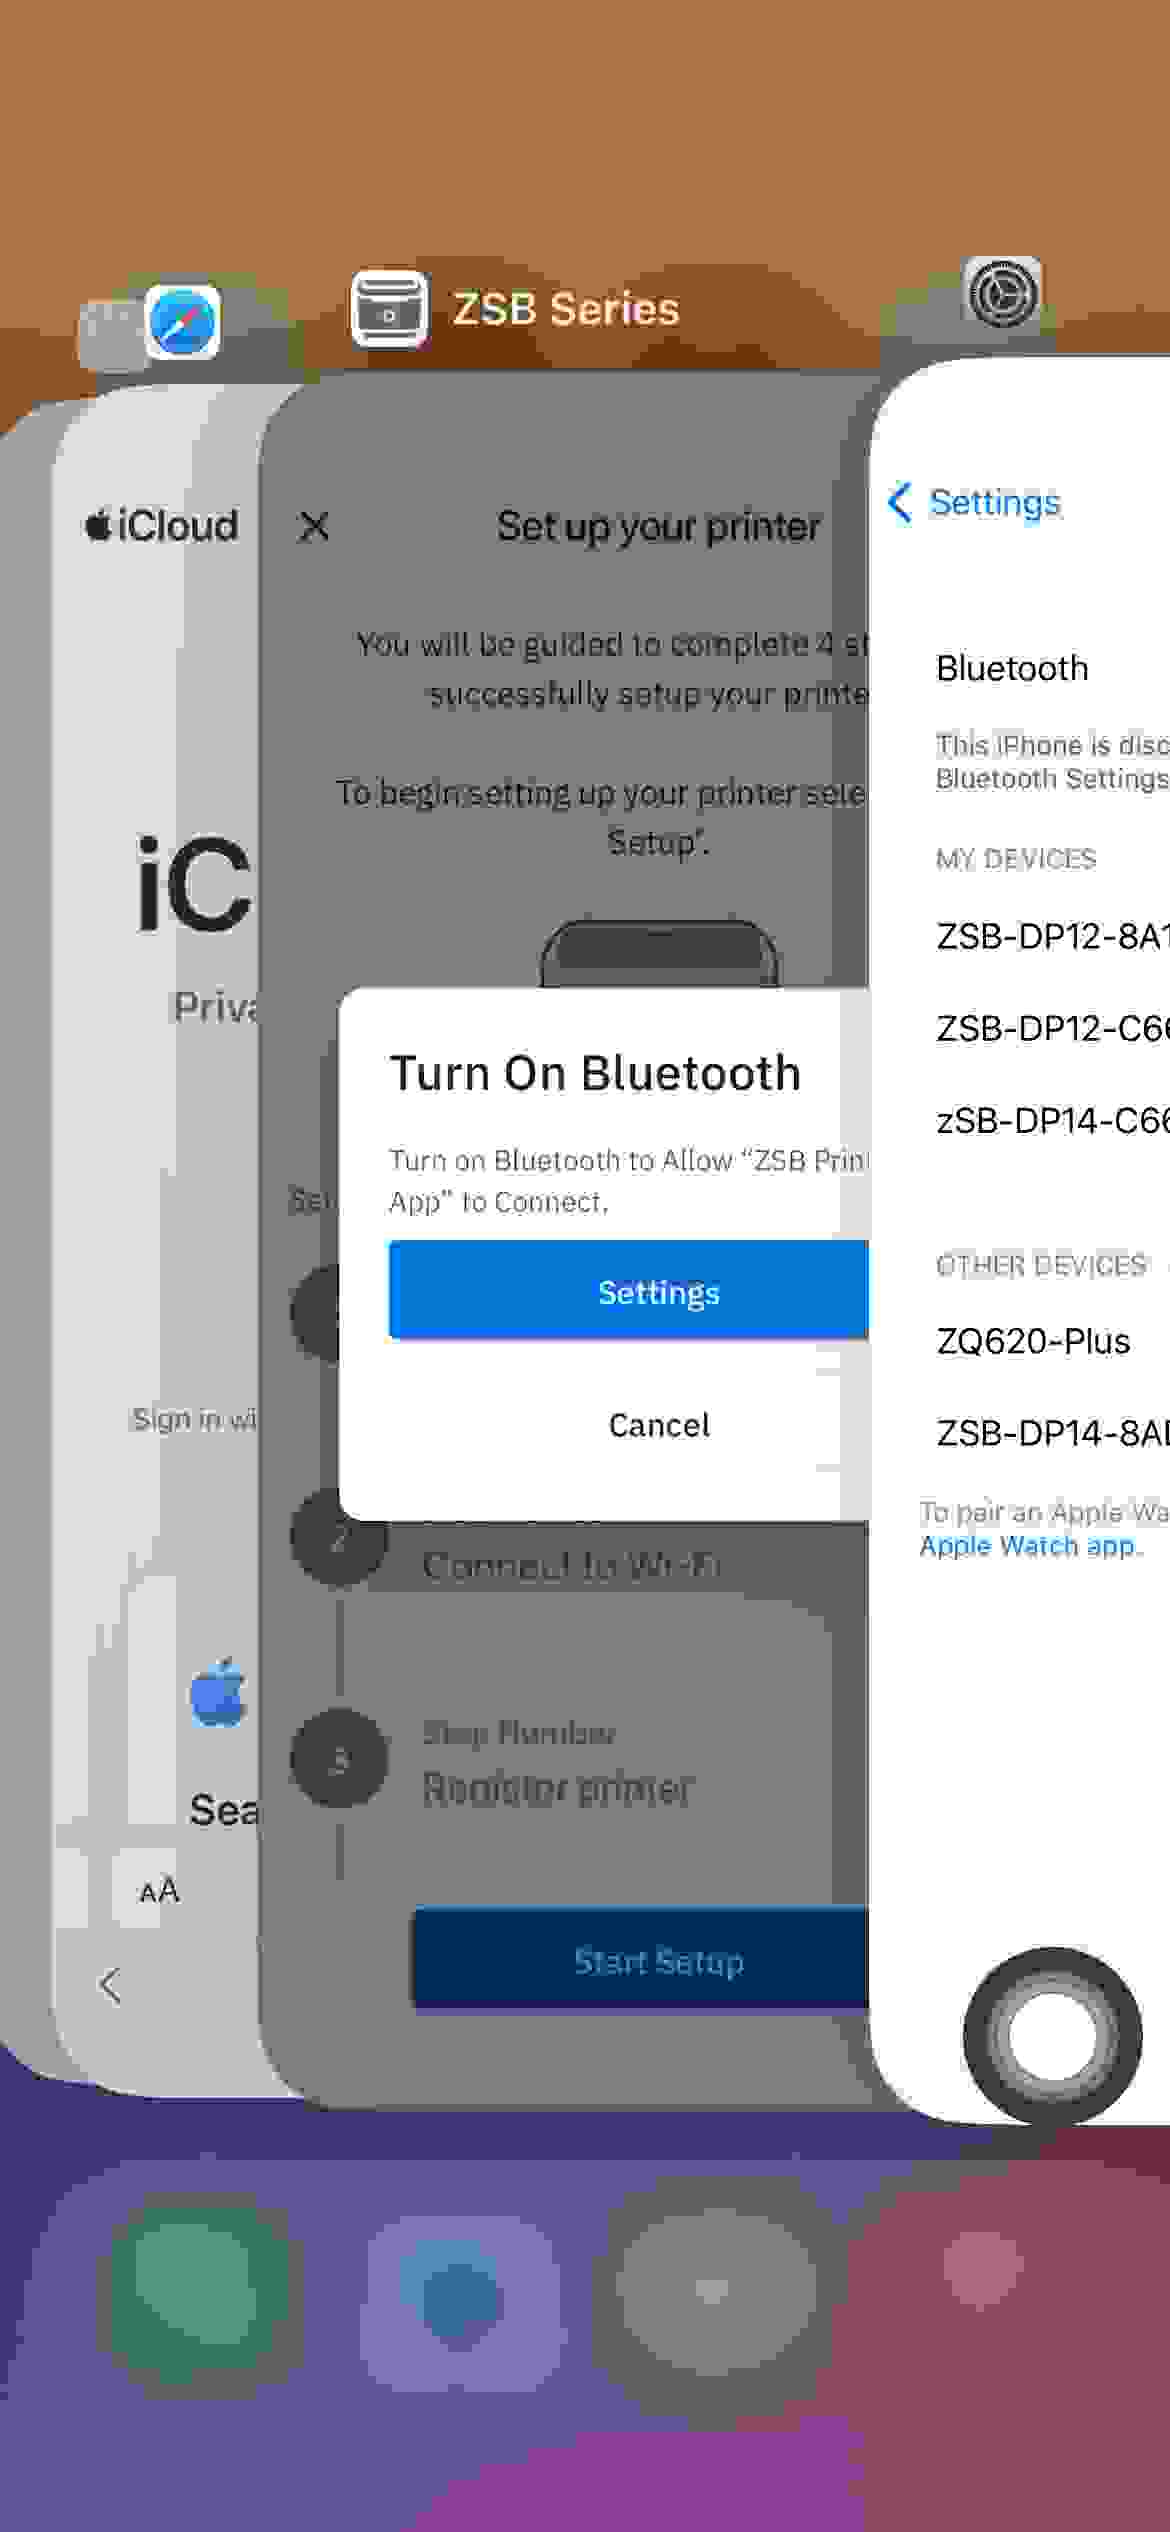 ZSB Series
iCloud
iC
Priva
Sign in wi
Sea
AA
Set up your printer
You will be guided to complete 4 st
successfully setup your printe
To begin setting up your printer sele
Setup'.
Turn On Bluetooth
Turn on Bluetooth to Allow “ZSB Prin
App” to Connect.
Settings
Cancel
2
Connect to Wi-Fi
3
Step Number
Register printer
Start Setup
Settings
Bluetooth
This iPhone is disc
Bluetooth Settings
MY DEVICES
ZSB-DP12-8A1
ZSB-DP12-C66
zSB-DP14-C66
OTHER DEVICES
ZQ620-Plus
ZSB-DP14-8A
To pair an Apple Wa
Apple Watch app.